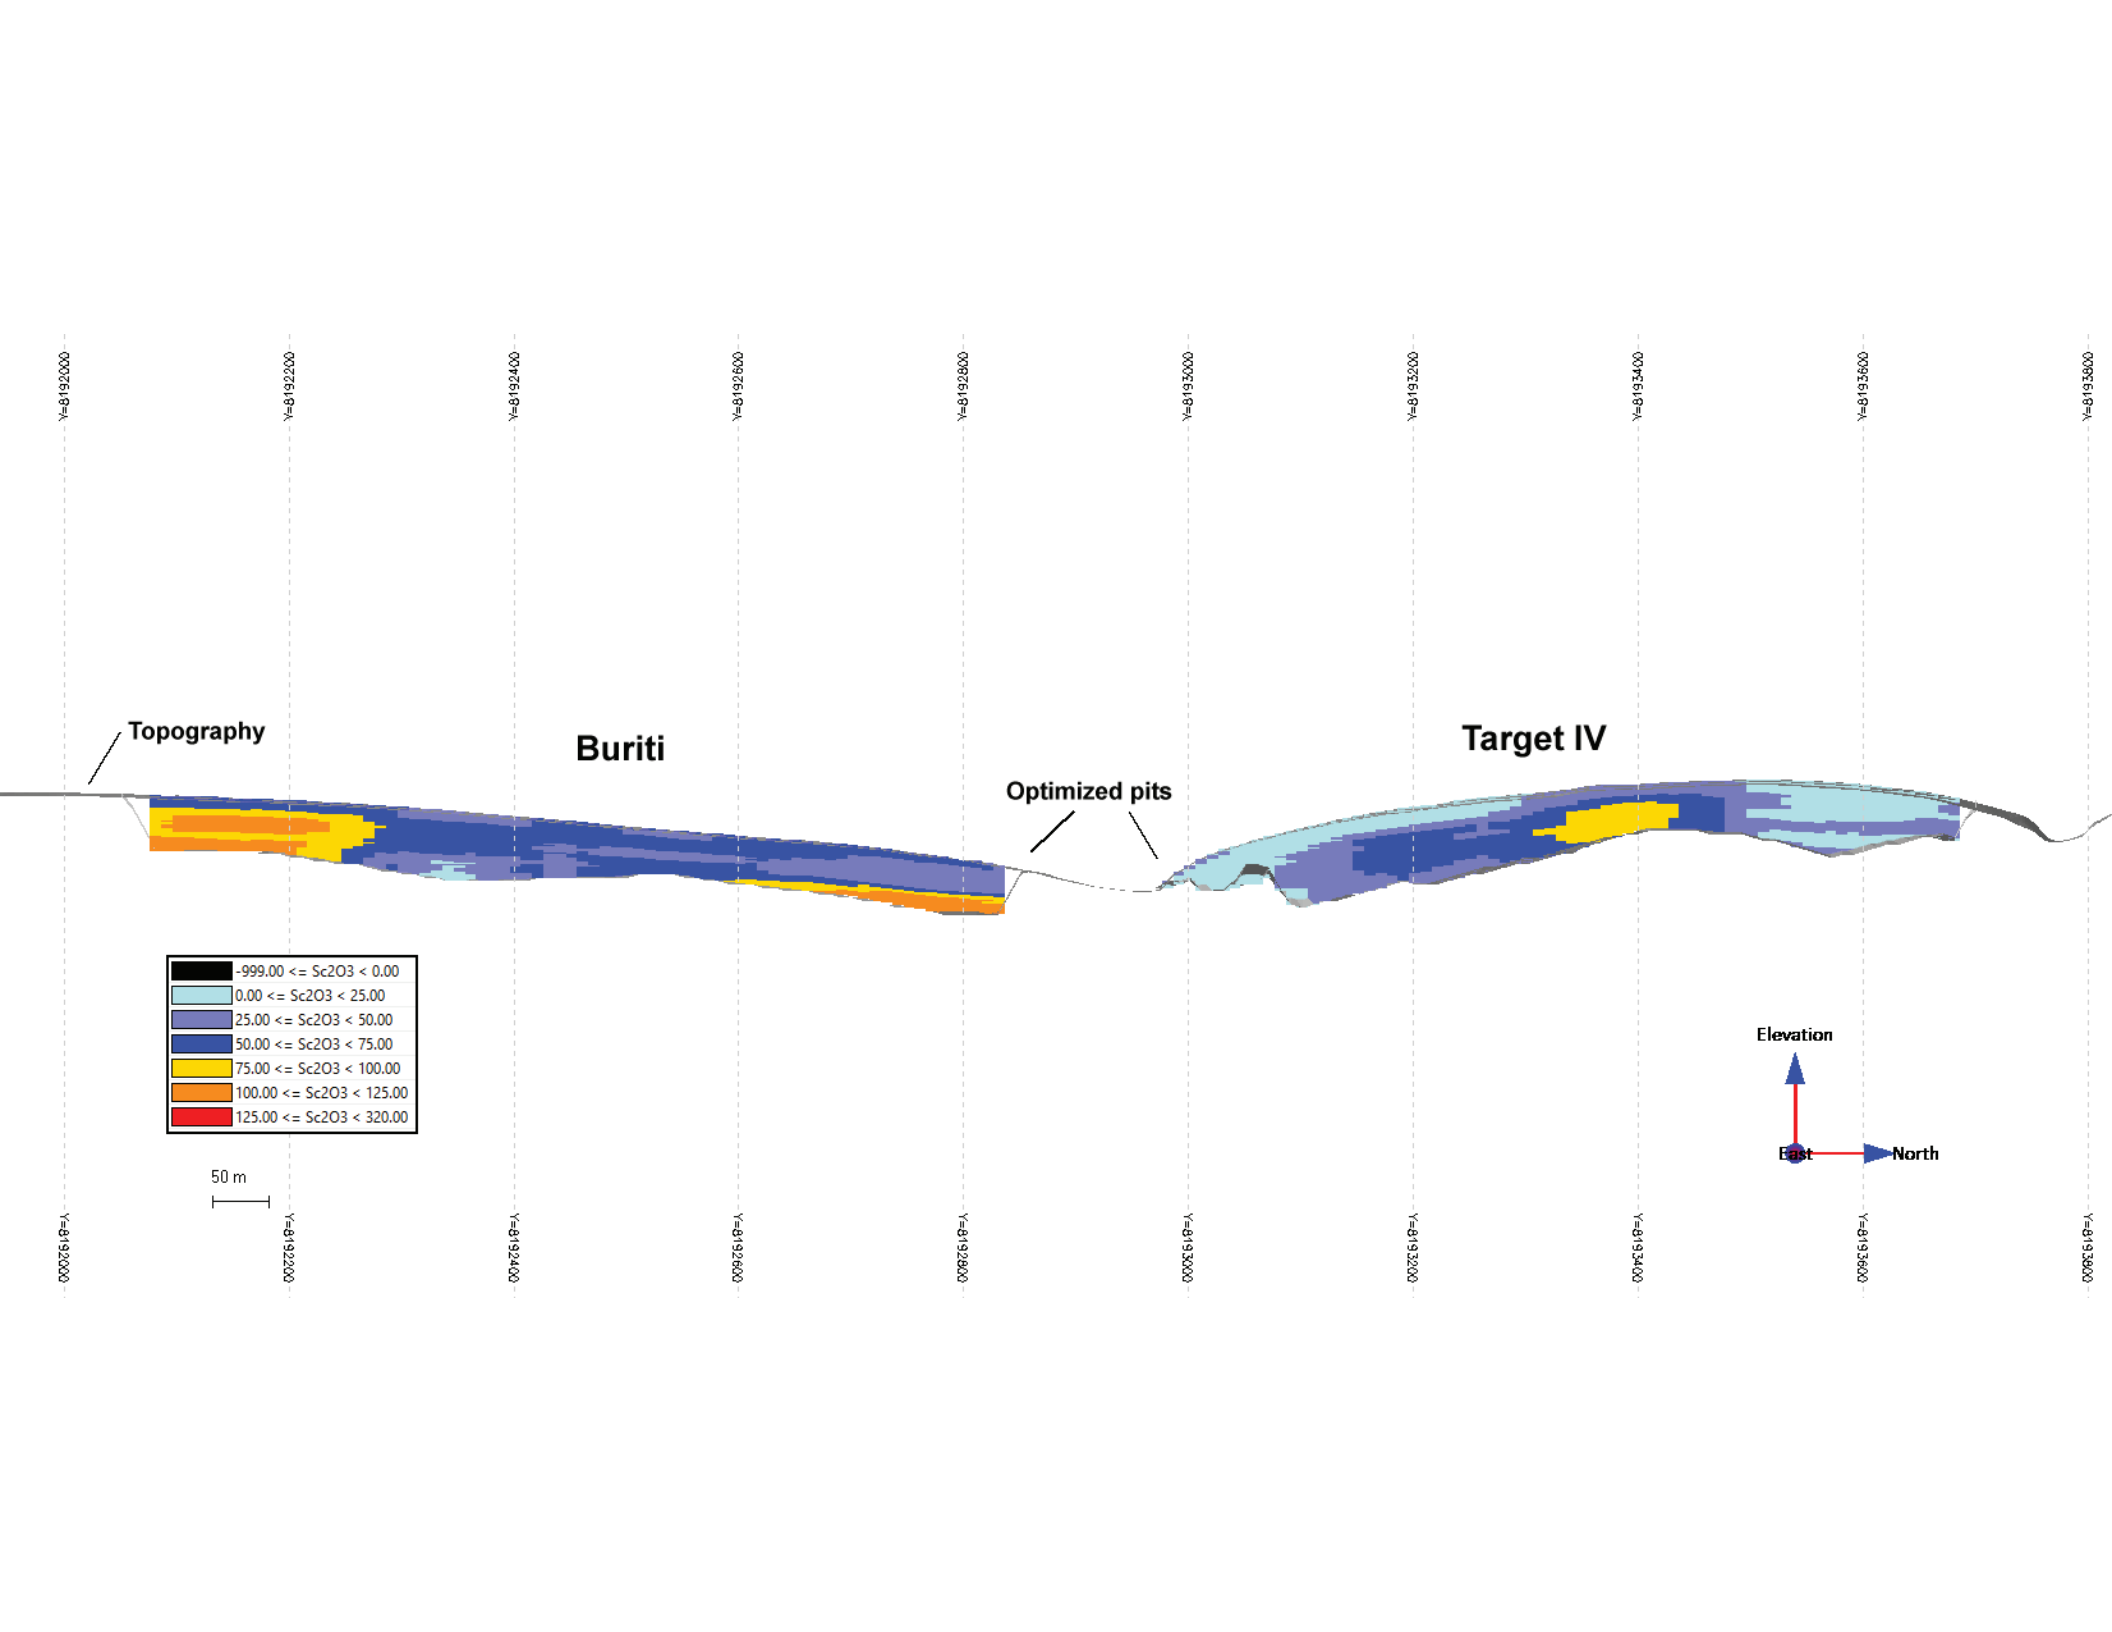 Y=8192000
Y=8192200
Y=8192400
Y=8192600
Y=8192800
Y=8193000
Y=8193200
Y=8193400
Y=8193600
Y=8193800
Topography
Buriti
Optimized pits
Target IV
-999.00 <= Sc2O3 < 0.00
0.00 <= Sc2O3 < 25.00
25.00 <= Sc2O3 < 50.00
50.00 <= Sc2O3 < 75.00
75.00 <= Sc2O3 < 100.00
100.00 <= Sc2O3 < 125.00
125.00 <= Sc2O3 < 320.00
Elevation
East
North
50 m
Y=8192000
Y=8192200
Y=8192400
Y=8192600
Y=8192800
Y=8193000
Y=8193200
Y=8193400
Y=8193600
Y=8193800